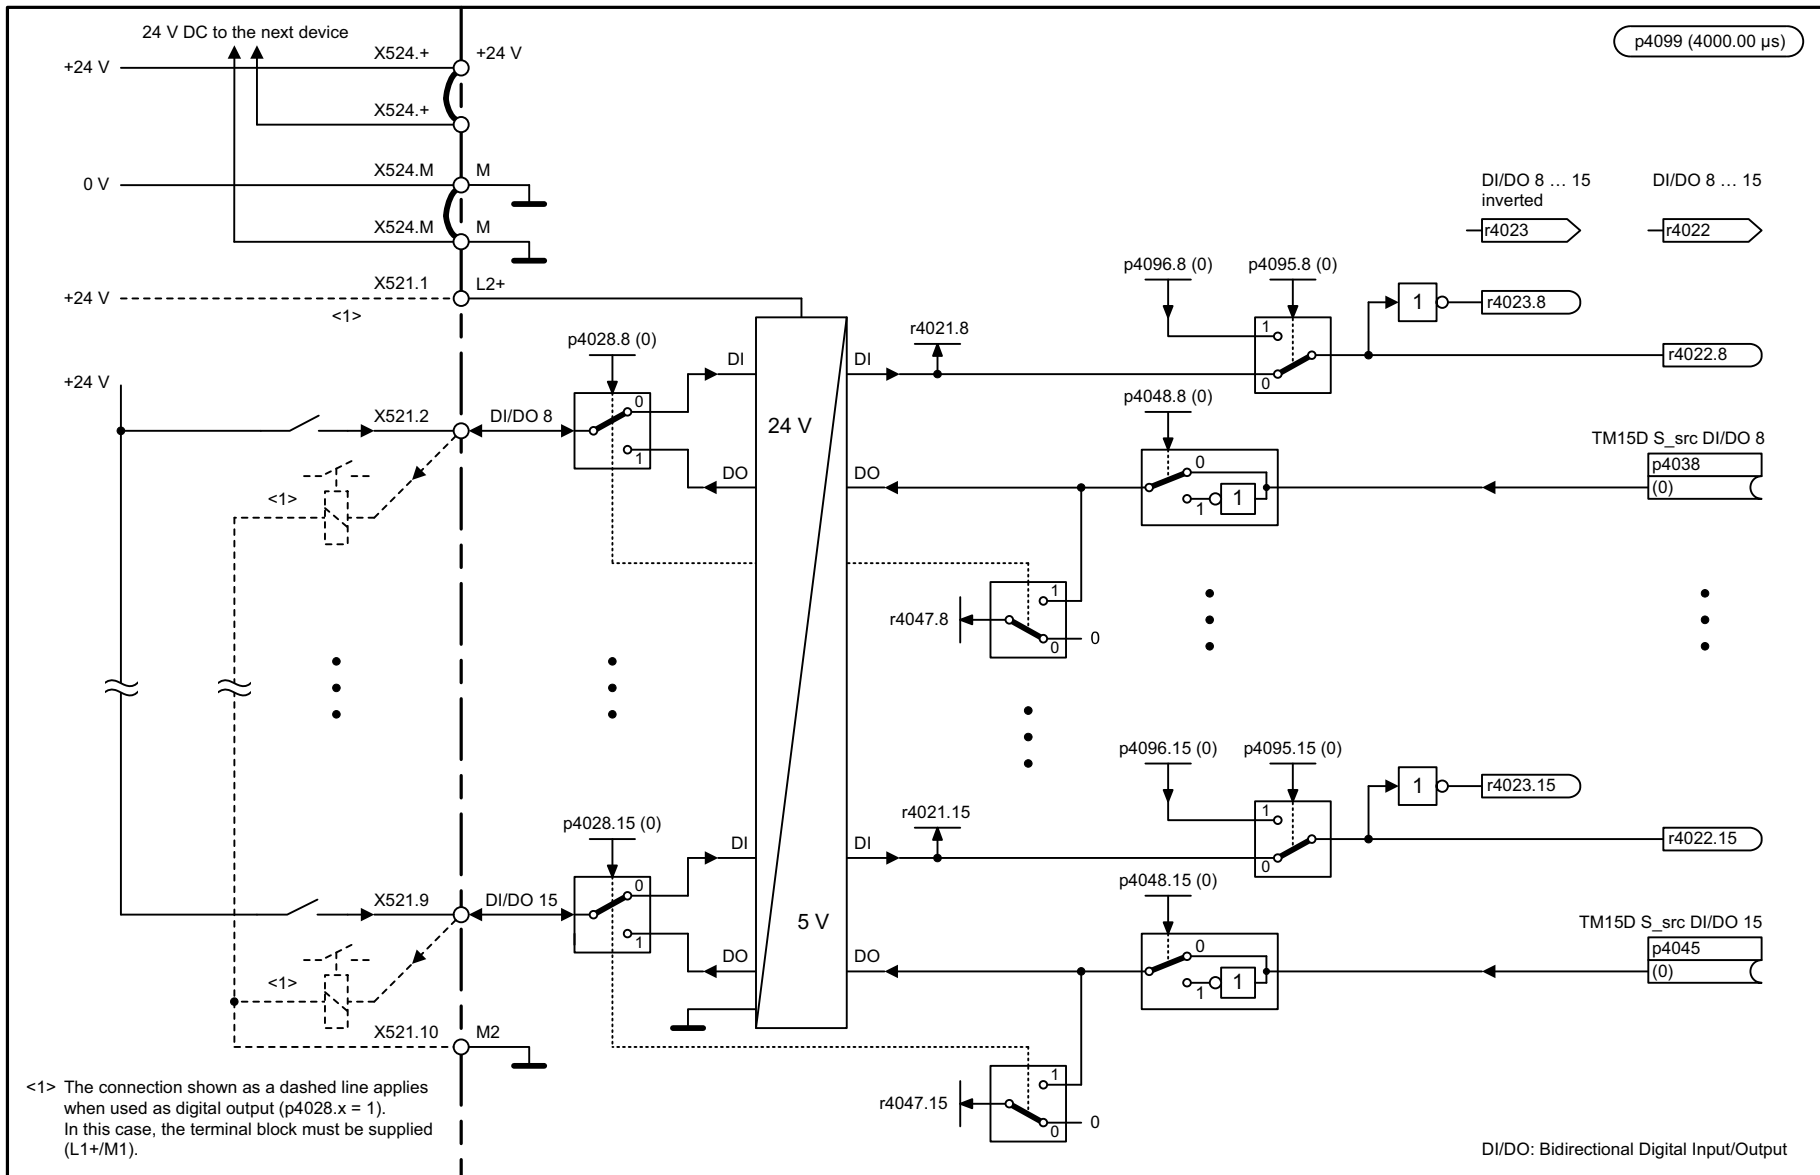 24 V DC to the next device
X524.+
+24 V
+24 V
p4099 (4000.00 µs)
X524.+
X524.M
M
0 V
DI/DO 8 … 15
inverted
DI/DO 8 … 15
X524.M
M
r4023
r4022
p4096.8 (0)
p4095.8 (0)
X521.1
L2+
+24 V
<1>
1
r4023.8
p4028.8 (0)
r4021.8
1
DI
DI
r4022.8
+24 V
0
0
p4048.8 (0)
X521.2
DI/DO 8
24 V
TM15D S_src DI/DO 8
1
0
p4038
DO
DO
(0)
<1>
1
1
1
r4047.8
0
0
p4096.15 (0)
p4095.15 (0)
1
r4023.15
p4028.15 (0)
r4021.15
1
DI
DI
r4022.15
0
0
p4048.15 (0)
X521.9
DI/DO 15
5 V
TM15D S_src DI/DO 15
1
0
p4045
DO
DO
(0)
<1>
1
1
X521.10
M2
1
r4047.15
0
0
<1> The connection shown as a dashed line applies
when used as digital output (p4028.x = 1).
In this case, the terminal block must be supplied
(L1+/M1).
DI/DO: Bidirectional Digital Input/Output